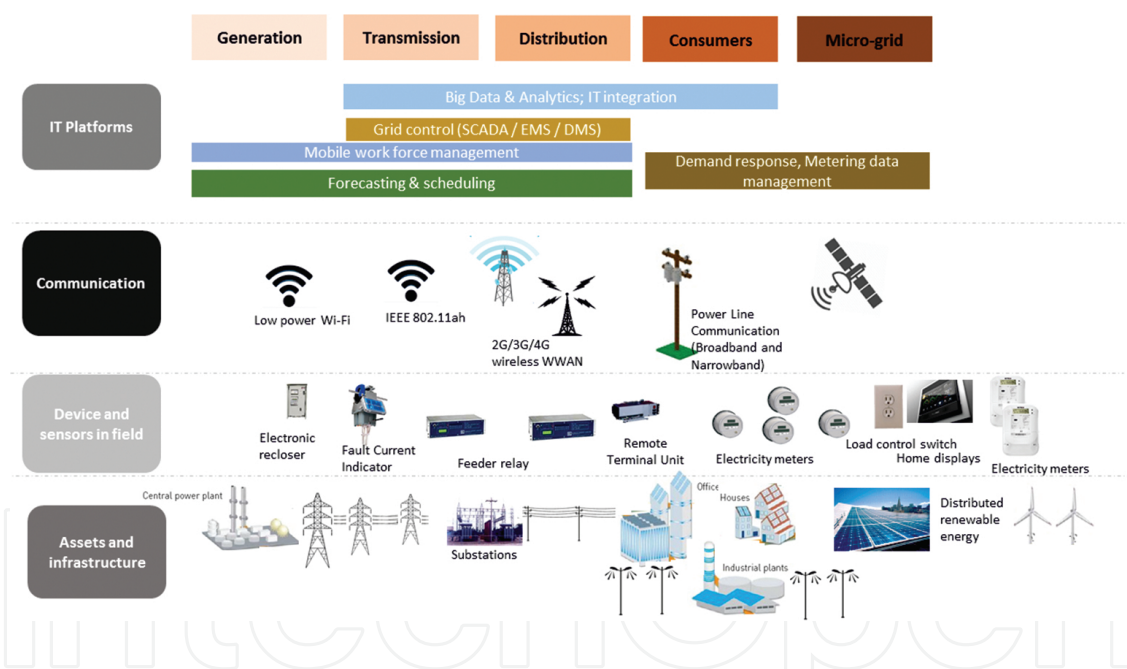 Generation
Transmission
Distribution
Consumers
Micro-grid
IT Platforms
Big Data & Analytics; IT integration
Grid control (SCADA / EMS / DMS)
Mobile work force management
Forecasting & scheduling
Demand response, Metering data
management
Communication
Low power Wi-Fi
IEEE 802.11ah
2G/3G/4G
wireless WWAN
Power Line
Communication
(Broadband and
Narrowband)
Device and
sensors in field
Electronic
recloser
Fault Current
Indicator
Feeder relay
Remote
Terminal Unit
Electricity meters
Load control switch
Home displays
Electricity meters
Assets and
infrastructure
Central power plant
Substations
Office
Houses
Industrial plants
Distributed
renewable
energy
intechopen